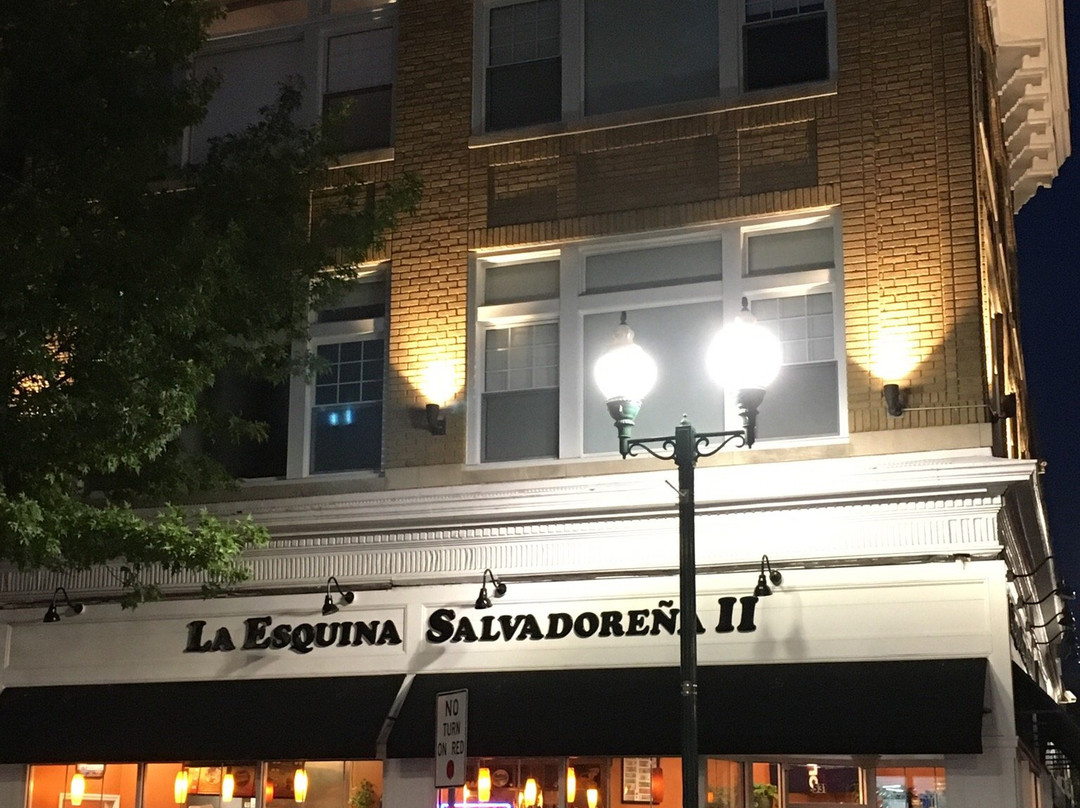 La Esquina Salvadoreña II
NO
TURN
ON RED